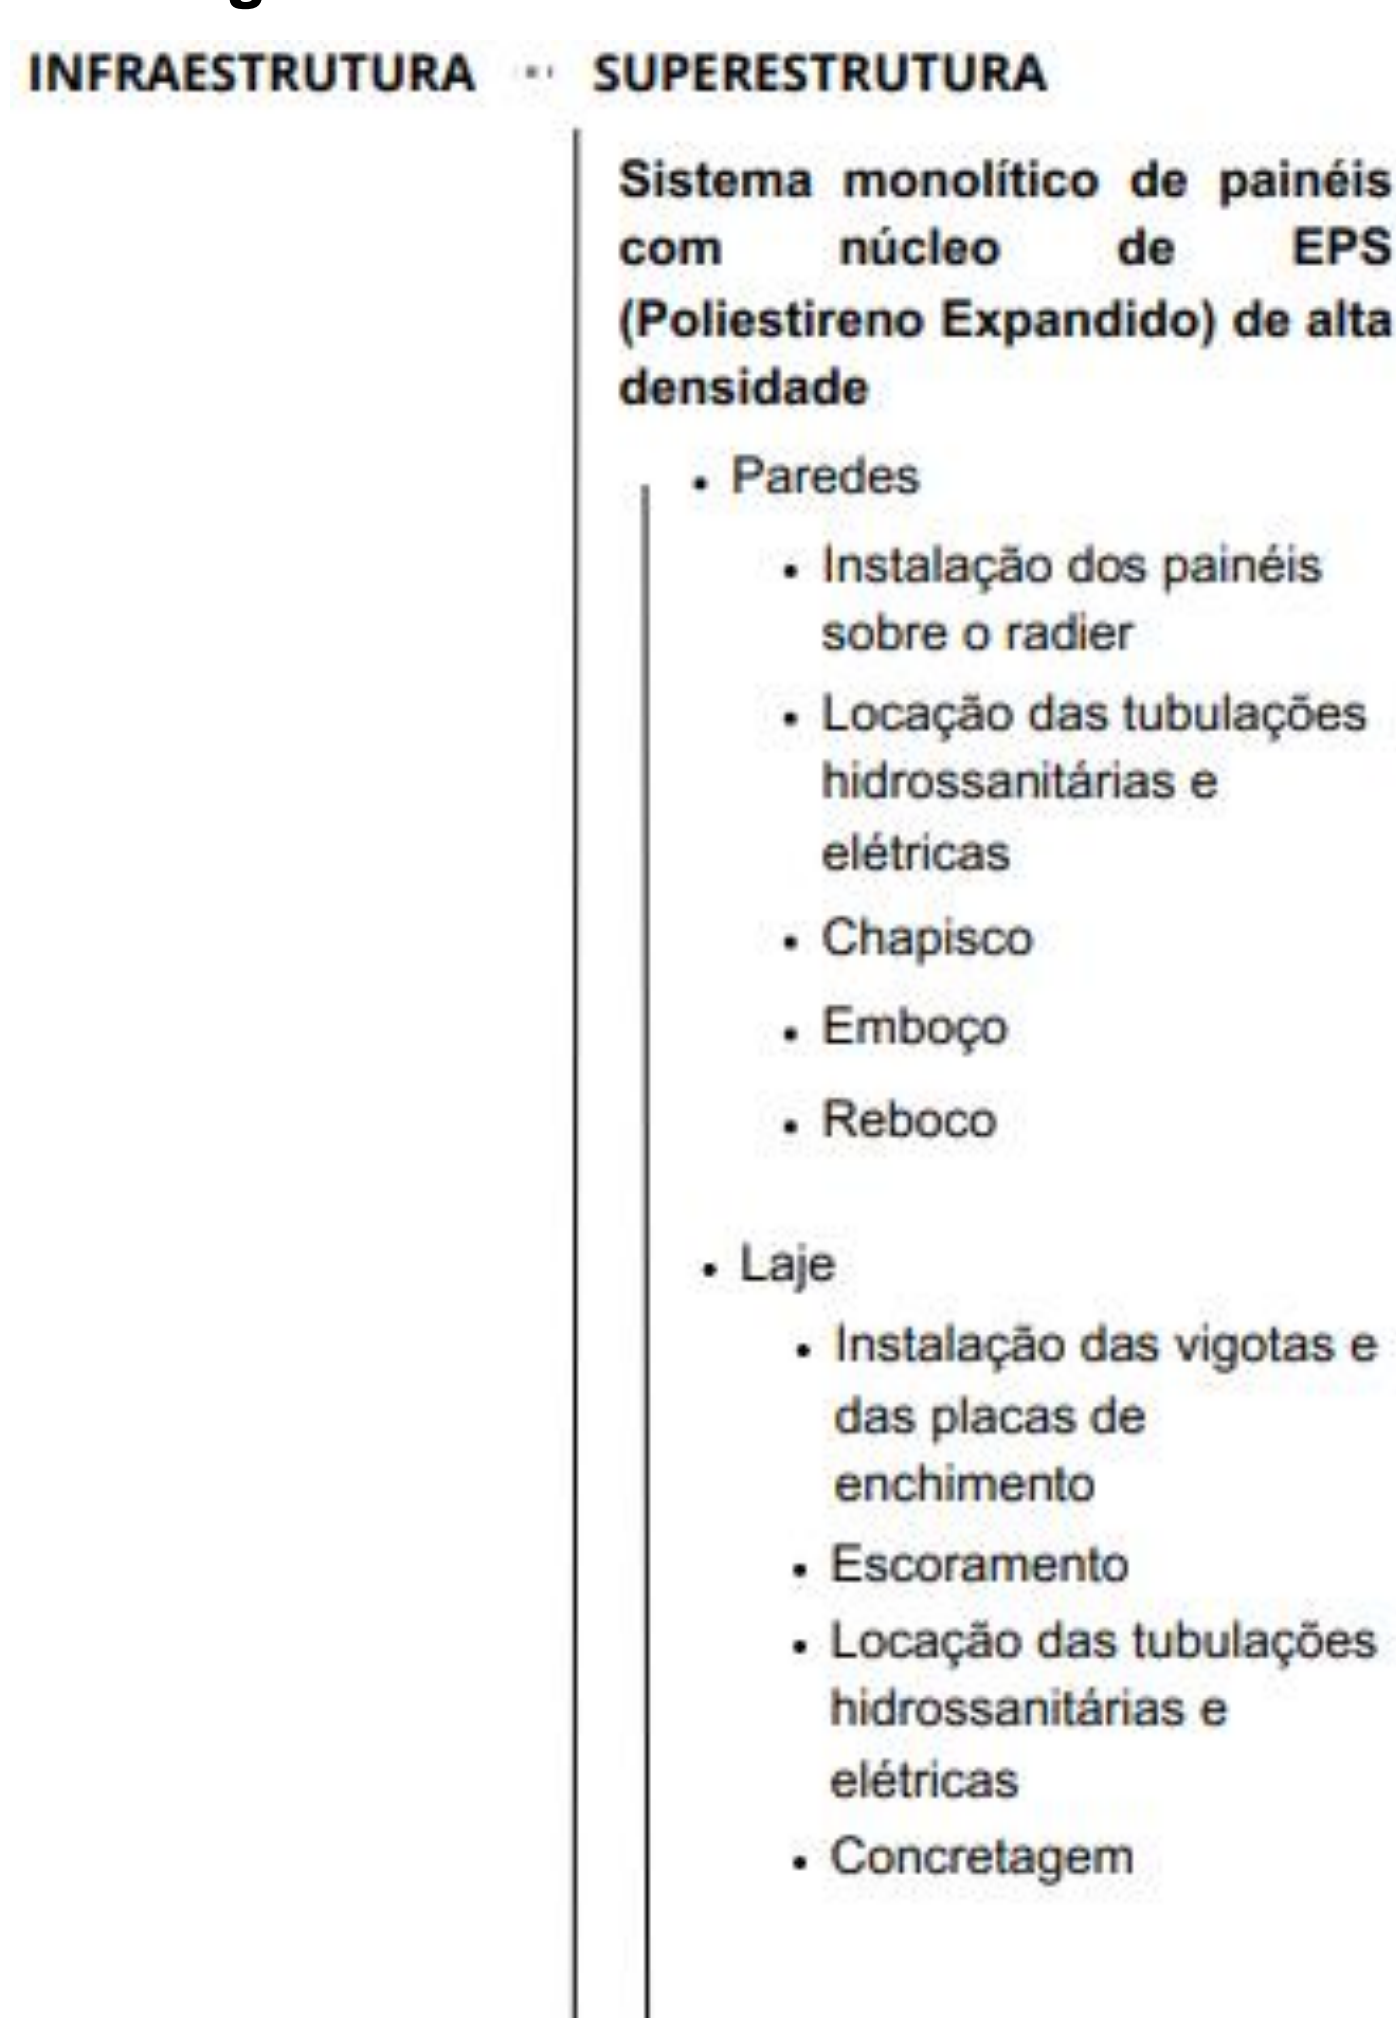 INFRAESTRUTURA SUPERESTRUTURA
Sistema monolítico de painéis
com núcleo de EPS
(Poliestireno Expandido) de alta
densidade
• Paredes
• Instalação dos painéis
sobre o radier
• Locação das tubulações
hidrossanitárias e
elétricas
• Chapisco
• Emboço
• Reboco
• Laje
• Instalação das vigotas e
das placas de
enchimento
• Escoramento
• Locação das tubulações
hidrossanitárias e
elétricas
• Concretagem